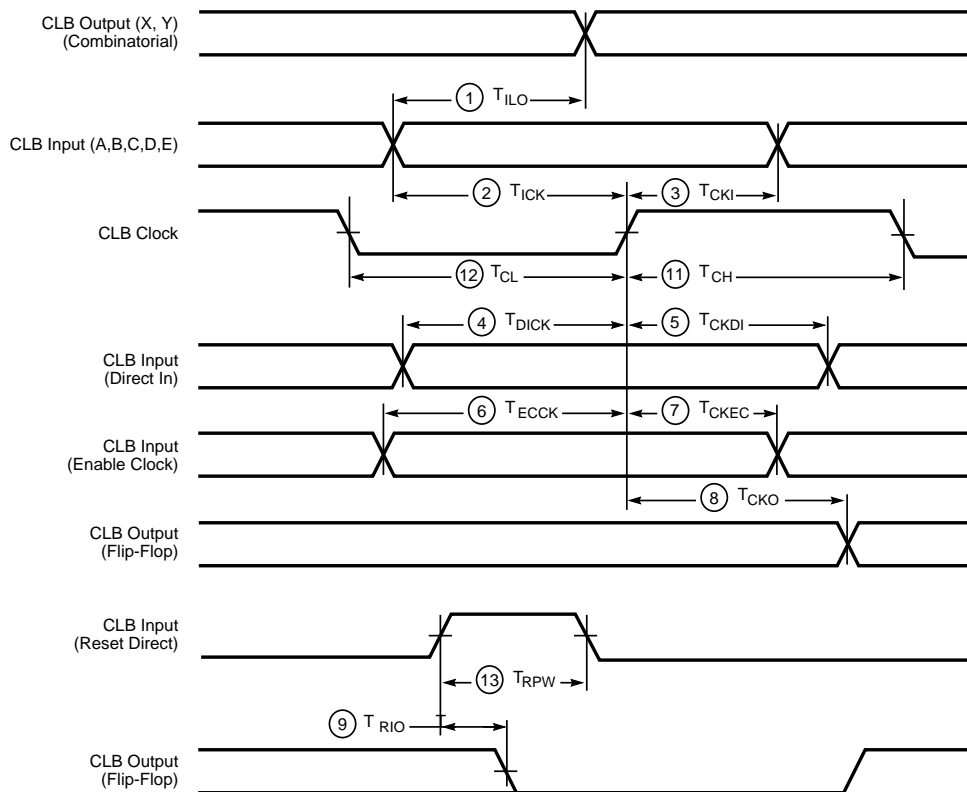 CLB Output (X, Y)
(Combinatorial)
1 TILO
CLB Input (A,B,C,D,E)
2 TICK
3 TCKI
CLB Clock
12 TCL
11 TCH
4 TDICK
5 TCKDI
CLB Input
(Direct In)
6 TECCK
7 TCKEC
CLB Input
(Enable Clock)
8 TCKO
CLB Output
(Flip-Flop)
CLB Input
(Reset Direct)
13 TRPW
9 T RIO
T
CLB Output
(Flip-Flop)